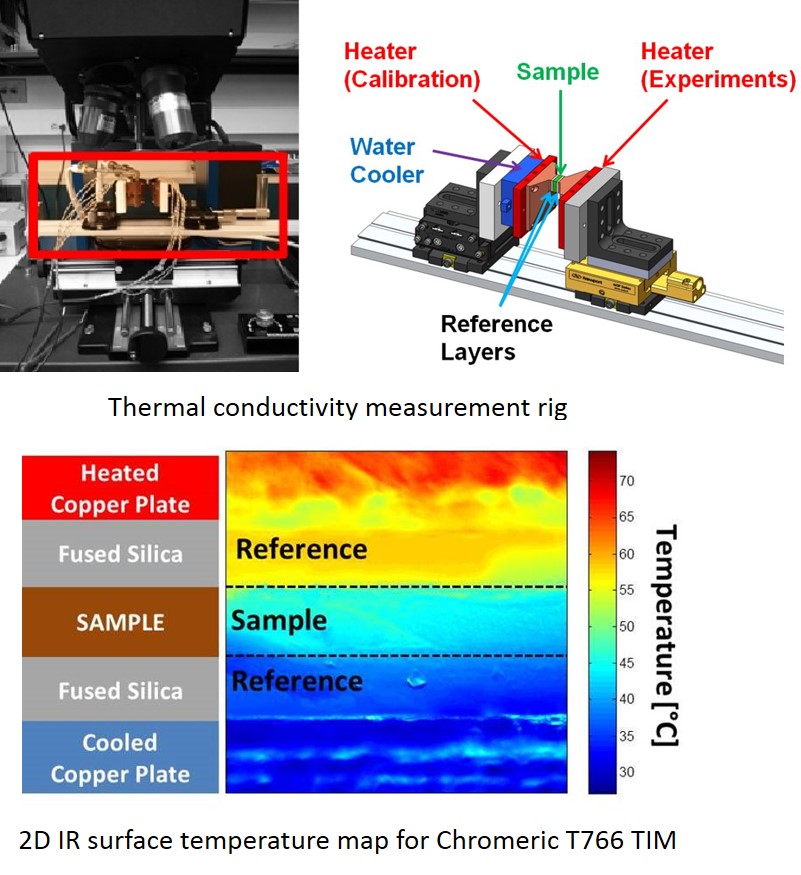 Heater
(Calibration)
Sample
Heater
(Experiments)
Water
Cooler
Reference
Layers
Thermal conductivity measurement rig
Heated
Copper Plate
Fused Silica
SAMPLE
Fused Silica
Cooled
Copper Plate
Reference
Sample
Reference
70
65
60
55
50
45
40
35
30
Temperature [°C]
2D IR surface temperature map for Chromeric T766 TIM